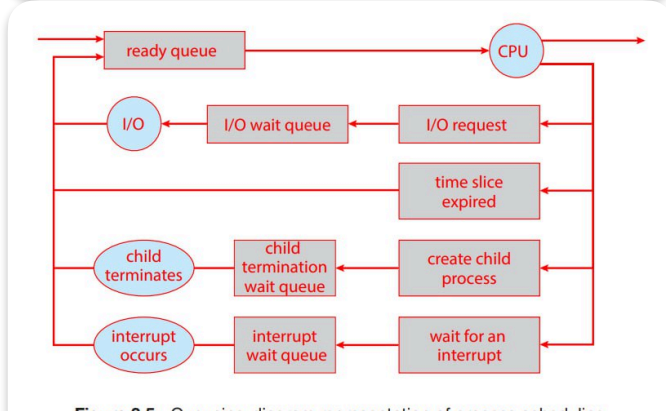 ready queue
CPU
I/O
I/O wait queue
I/O request
time slice
expired
child
terminates
child
termination
wait queue
create child
process
interrupt
occurs
interrupt
wait queue
wait for an
interrupt